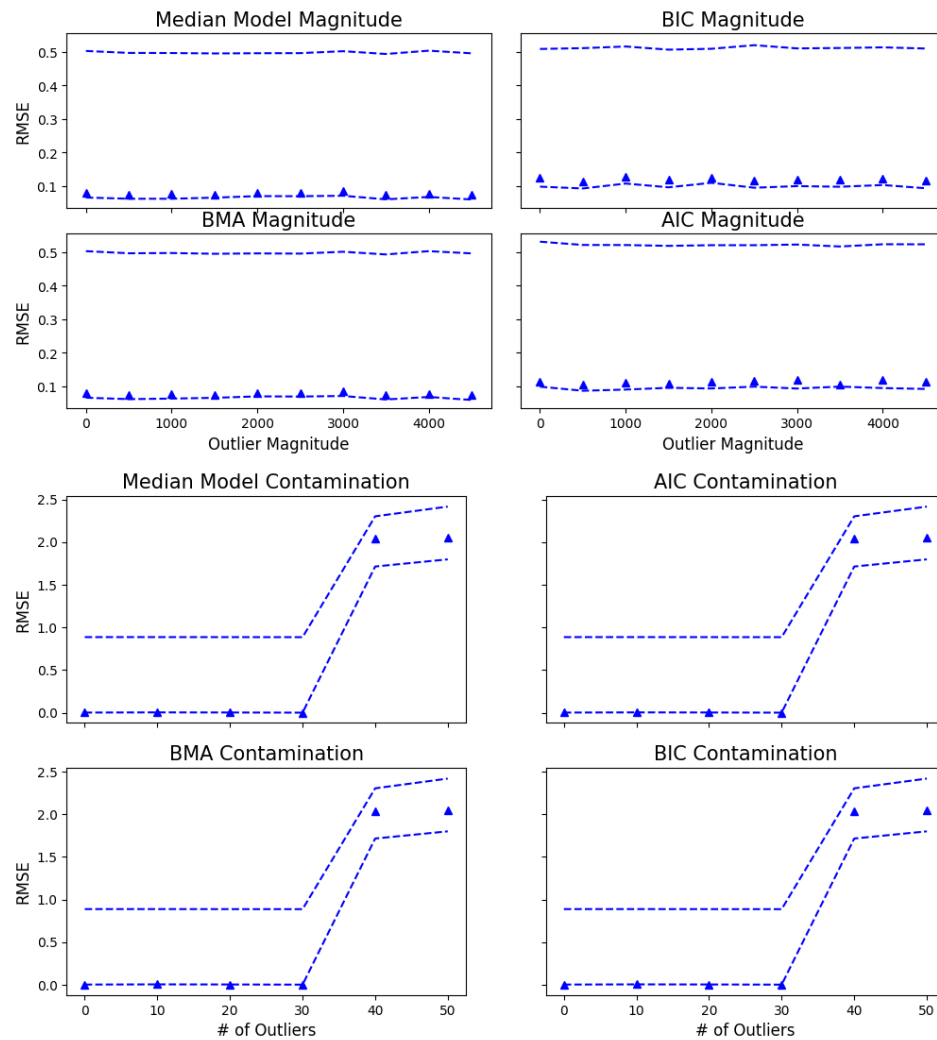 Median Model Magnitude
BIC Magnitude
RMSE
0.5
0.4
0.3
0.2
0.1
BMA Magnitude
AIC Magnitude
RMSE
0.5
0.4
0.3
0.2
0.1
0 1000 2000 3000 4000
0 1000 2000 3000 4000
Outlier Magnitude
Outlier Magnitude
Median Model Contamination
AIC Contamination
RMSE
2.5
2.0
1.5
1.0
0.5
0.0
BMA Contamination
BIC Contamination
RMSE
2.5
2.0
1.5
1.0
0.5
0.0
0 10 20 30 40 50
0 10 20 30 40 50
# of Outliers
# of Outliers